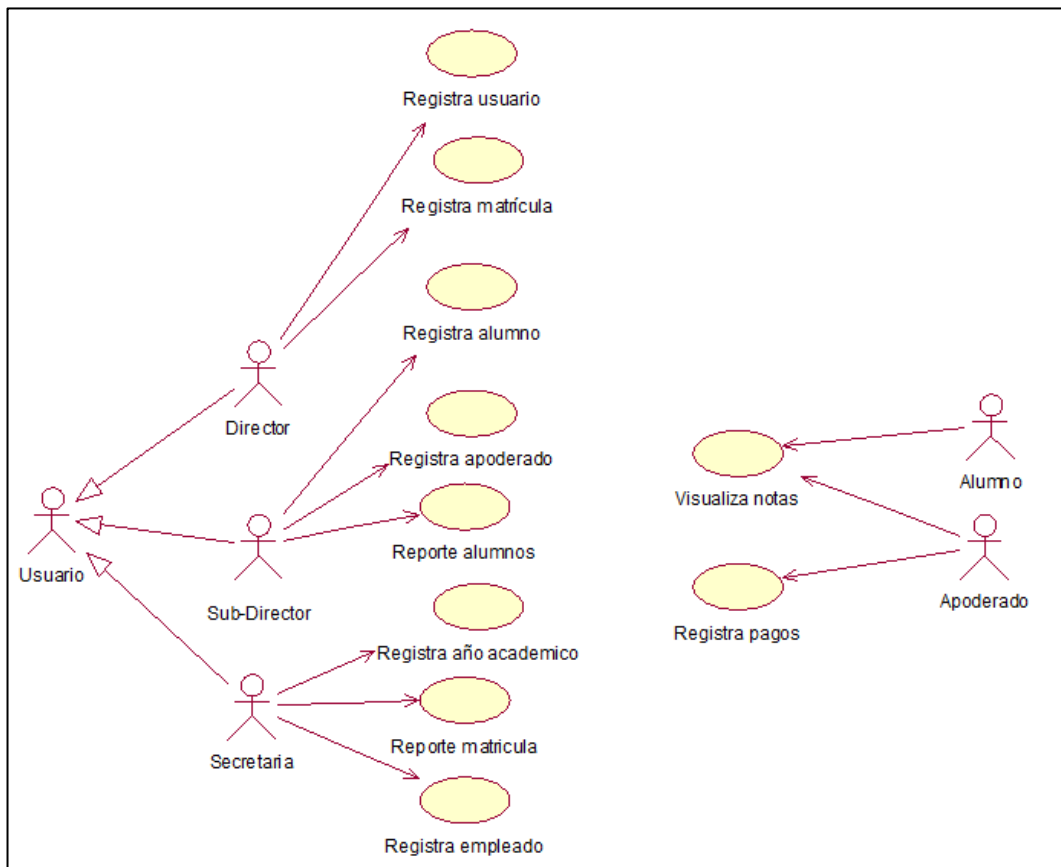 Registra usuario
Registra matrícula
Registra alumno
Director
Registra apoderado
Visualiza notas
Alumno
Reporte alumnos
Usuario
Sub-Director
Apoderado
Registra pagos
Registra año academico
Reporte matricula
Secretaria
Registra empleado